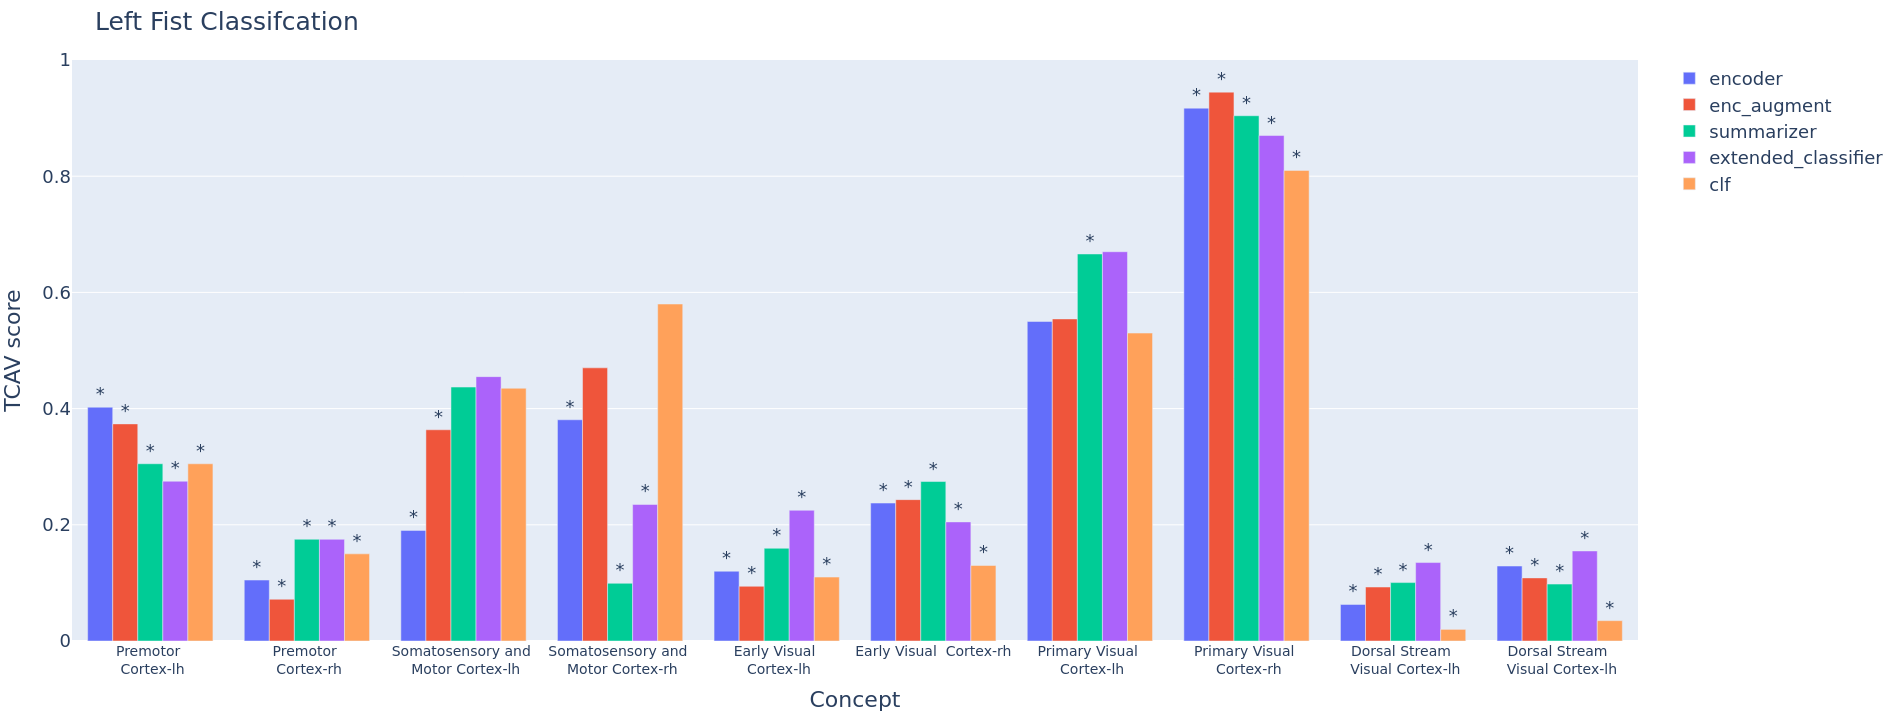 Left Fist Classifcation
1
0.8
0.6
0.4
0.2
0
TCAV score
* * * * *
* * * * *
* *
* * *
* * * * *
* * * * *
*
* * * * *
* * * * *
* * * * *
Premotor
Cortex-lh
Premotor
Cortex-rh
Somatosensory and
Motor Cortex-lh
Somatosensory and
Motor Cortex-rh
Early Visual
Cortex-lh
Early Visual Cortex-rh
Primary Visual
Cortex-lh
Primary Visual
Cortex-rh
Dorsal Stream
Visual Cortex-lh
Dorsal Stream
Visual Cortex-lh
Concept
encoder
enc_augment
summarizer
extended_classifier
clf